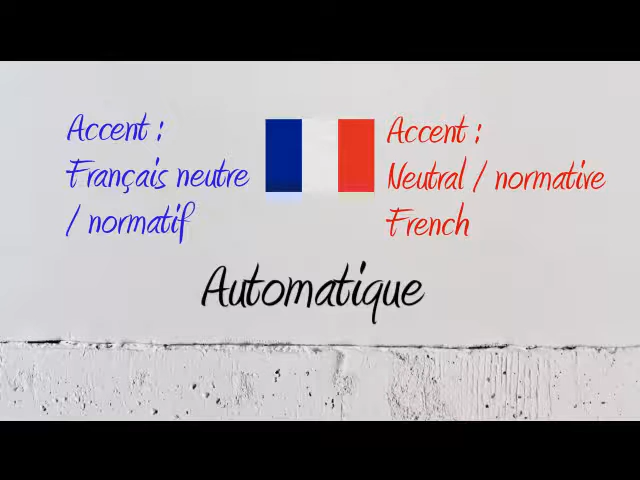 Accent :
Français neutre
/ normatif
Accent :
Neutral / normative
French
Automatique